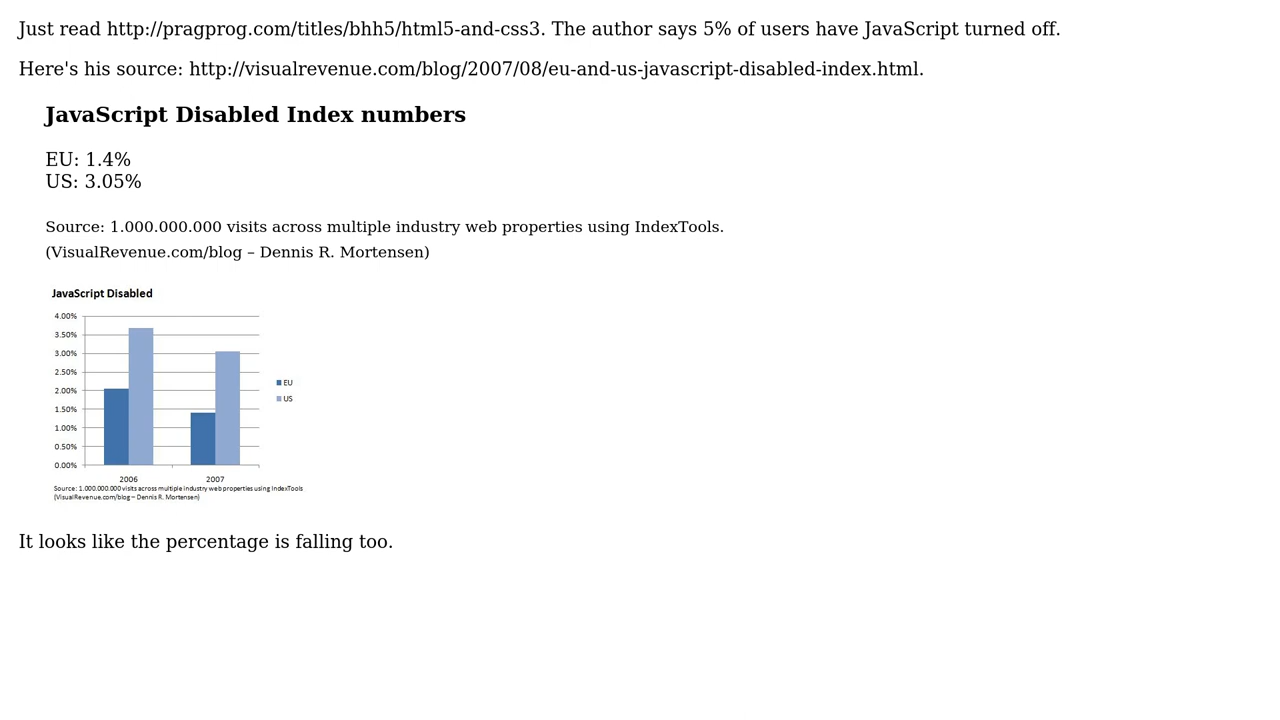 Just read http://pragprog.com/titles/bhh5/html5-and-css3. The author says 5% of users have JavaScript turned off.
Here's his source: http://visualrevenue.com/blog/2007/08/eu-and-us-javascript-disabled-index.html.
JavaScript Disabled Index numbers
EU: 1.4%
US: 3.05%
Source: 1.000.000.000 visits across multiple industry web properties using IndexTools.
(VisualRevenue.com/blog – Dennis R. Mortensen)
JavaScript Disabled
4.00%
3.50%
3.00%
2.50%
2.00%
1.50%
1.00%
0.50%
0.00%
EU
US
2006 2007
Source: 1.000.000.000 visits across multiple industry web properties using IndexTools
(VisualRevenue.com/blog – Dennis R. Mortensen)
It looks like the percentage is falling too.